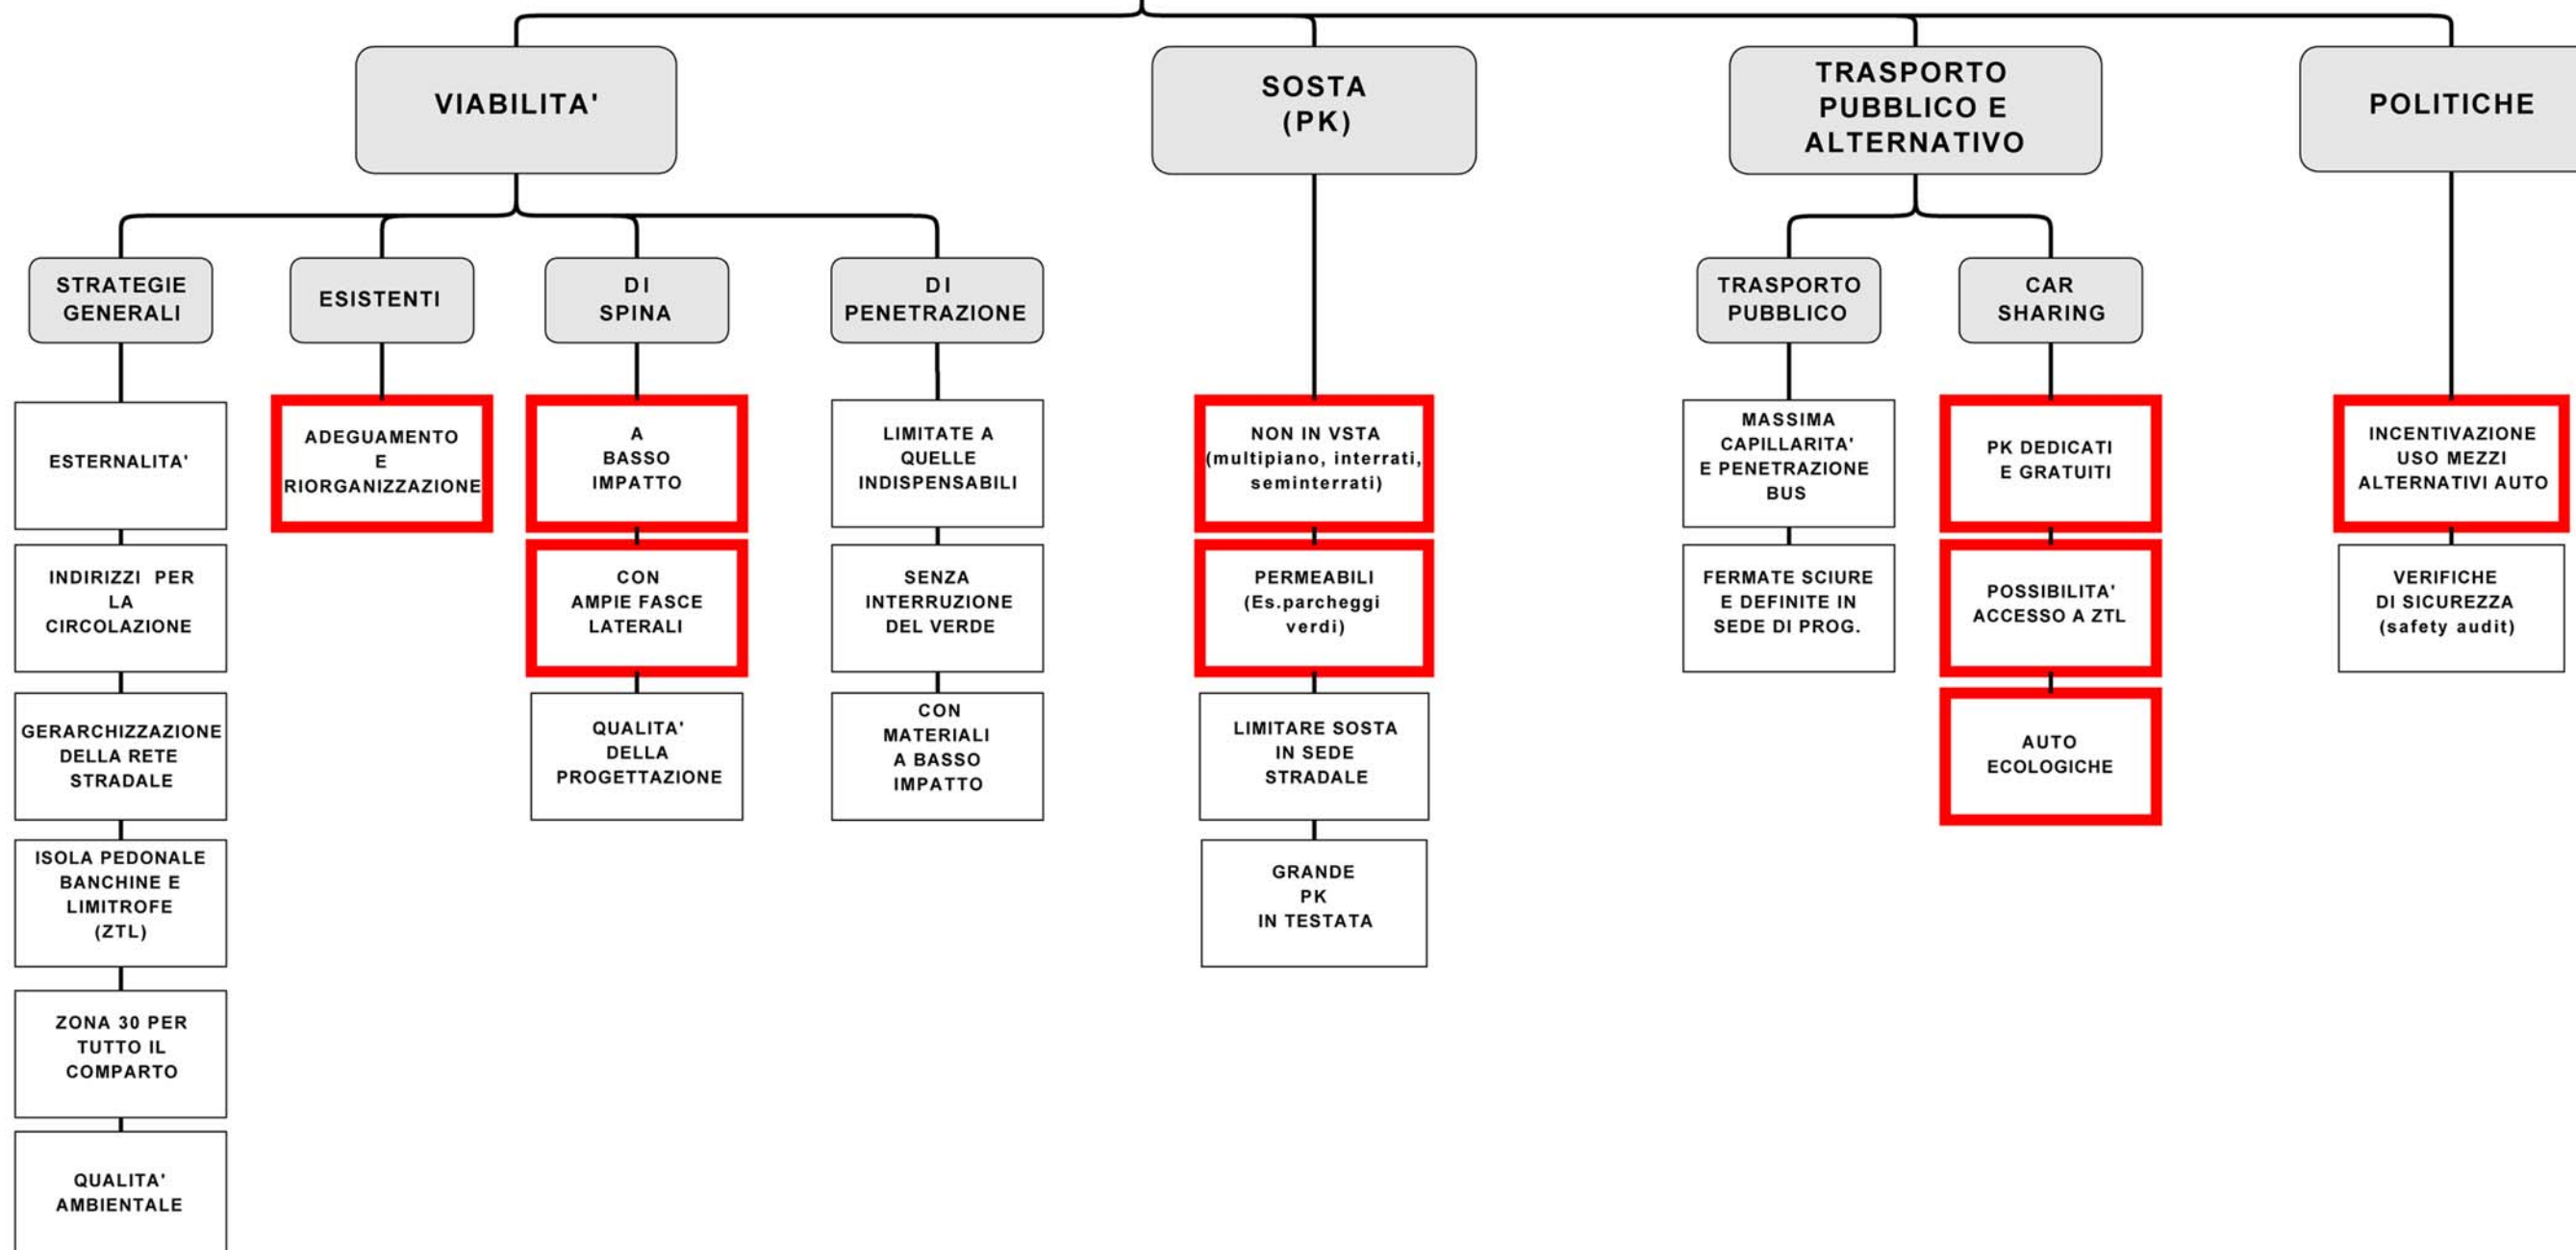 VIABILITA'
SOSTA
(PK)
TRASPORTO
PUBBLICO E
ALTERNATIVO
POLITICHE
STRATEGIE
GENERALI
ESISTENTI
DI
SPINA
DI
PENETRAZIONE
TRASPORTO
PUBBLICO
CAR
SHARING
ESTERNALITA'
INDIRIZZI PER
LA
CIRCOLAZIONE
GERARCHIZZAZIONE
DELLA RETE
STRADALE
ISOLA PEDONALE
BANCHINE E
LIMITROFE
(ZTL)
ZONA 30 PER
TUTTO IL
COMPARTO
QUALITA'
AMBIENTALE
ADEGUAMENTO
E
RIORGANIZZAZIONE
A
BASSO
IMPATTO
CON
AMPIE FASCE
LATERALI
QUALITA'
DELLA
PROGETTAZIONE
LIMITATE A
QUELLE
INDISPENSABILI
SENZA
INTERRUZIONE
DEL VERDE
CON
MATERIALI
A BASSO
IMPATTO
NON IN VSTA
(multipiano, interrati,
seminterrati)
PERMEABILI
(Es.parcheggi
verdi)
LIMITARE SOSTA
IN SEDE
STRADALE
GRANDE
PK
IN TESTATA
MASSIMA
CAPILLARITA'
E PENETRAZIONE
BUS
FERMATE SCIURE
E DEFINITE IN
SEDE DI PROG.
PK DEDICATI
E GRATUITI
POSSIBILITA'
ACCESSO A ZTL
AUTO
ECOLOGICHE
INCENTIVAZIONE
USO MEZZI
ALTERNATIVI AUTO
VERIFICHE
DI SICUREZZA
(safety audit)